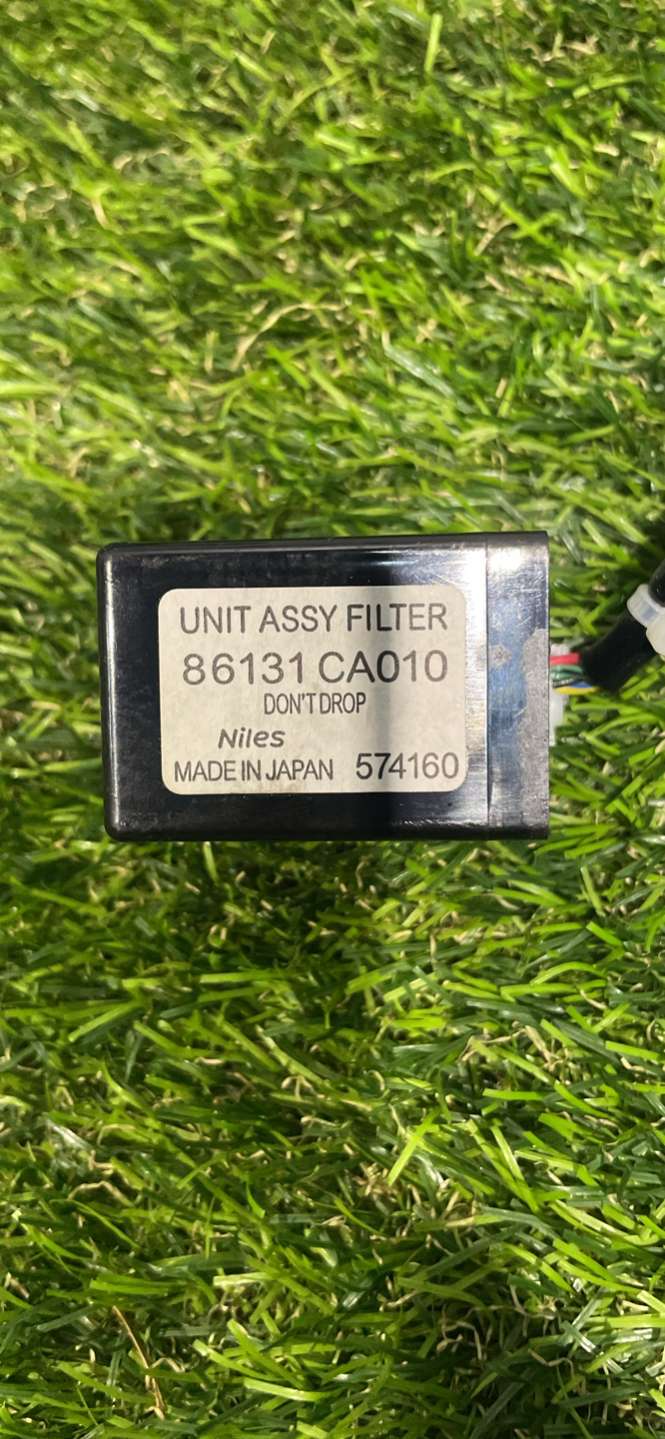 UNIT ASSY FILTER
86131 CA010
DON'T DROP
Niles
MADE IN JAPAN 574160